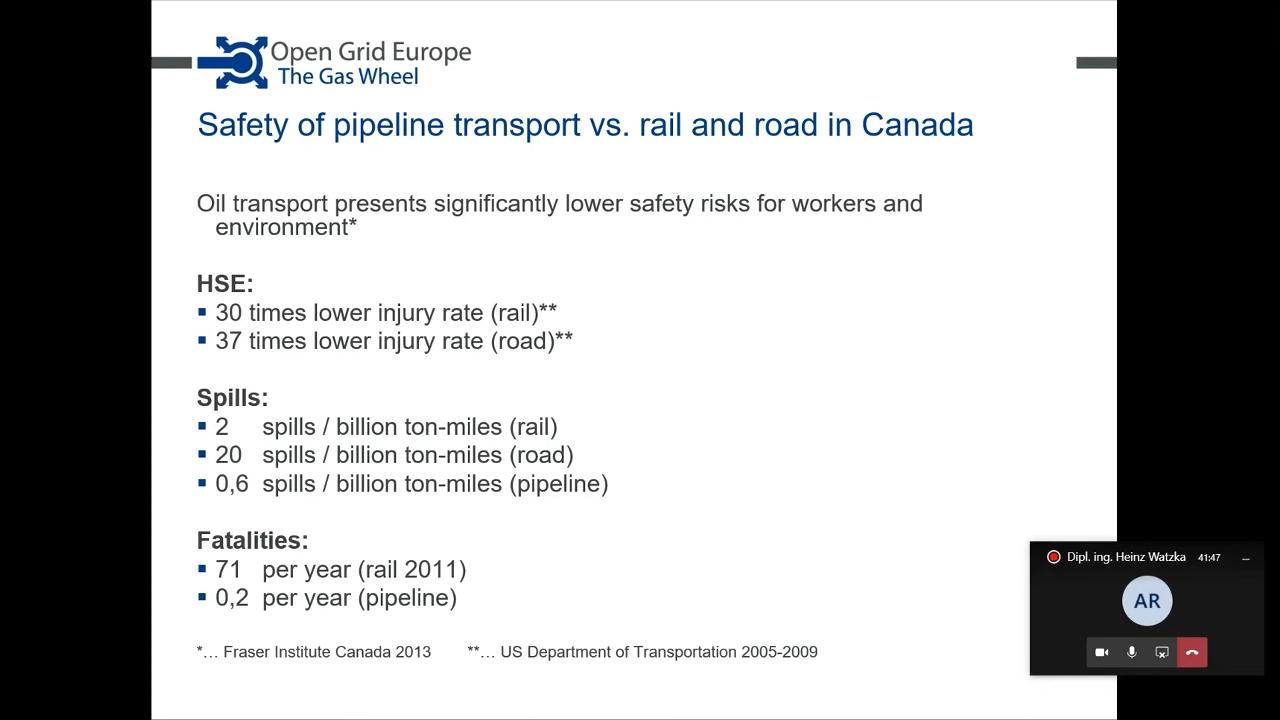 Open Grid Europe
The Gas Wheel
Safety of pipeline transport vs. rail and road in Canada
Oil transport presents significantly lower safety risks for workers and
environment*
HSE:
▪ 30 times lower injury rate (rail)**
▪ 37 times lower injury rate (road)**
Spills:
▪ 2 spills / billion ton-miles (rail)
▪ 20 spills / billion ton-miles (road)
▪ 0,6 spills / billion ton-miles (pipeline)
Fatalities:
▪ 71 per year (rail 2011)
▪ 0,2 per year (pipeline)
*… Fraser Institute Canada 2013 **… US Department of Transportation 2005-2009
Dipl. ing. Heinz Watzka 41:47
AR